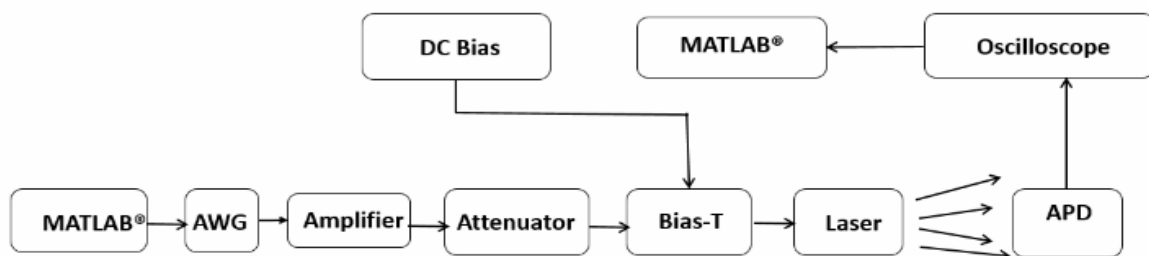 DC Bias
MATLAB®
Oscilloscope
MATLAB®
AWG
Amplifier
Attenuator
Bias-T
Laser
APD